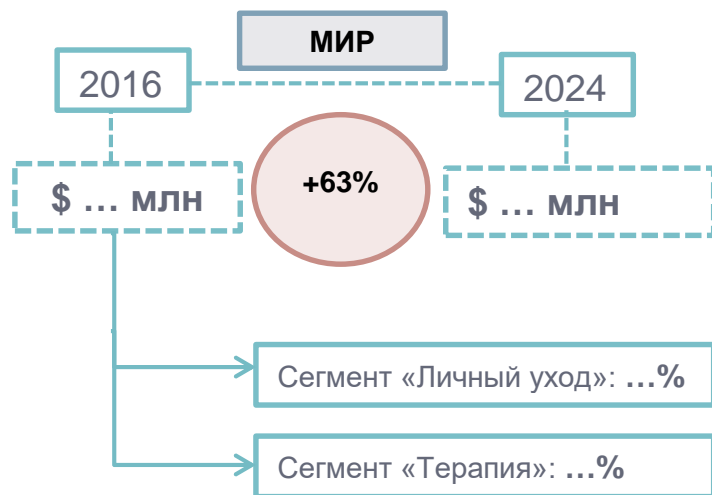 МИР
2016
2024
+63%
$ … млн
$ … млн
Сегмент «Личный уход»: …%
Сегмент «Терапия»: …%